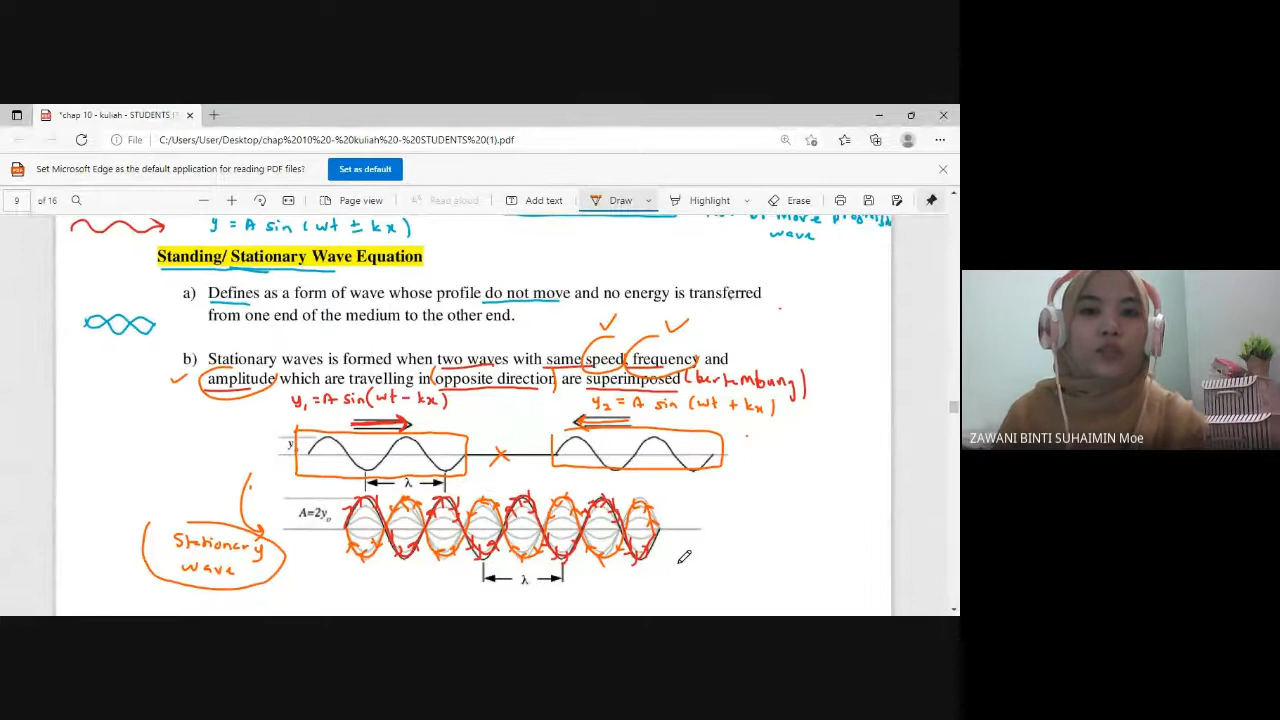 *chap 10 - kuliah - STUDENTS (
File
C:/Users/User/Desktop/chap%2010%20-%20kuliah%20-%20STUDENTS%20(1).pdf
Set Microsoft Edge as the default application for reading PDF files?
Set as default
9 of 16
Page view
Read aloud
Add text
Draw
Highlight
Erase
y = A sin (wt ± kx)
wave
Standing/ Stationary Wave Equation
a) Defines as a form of wave whose profile do not move and no energy is transferred
from one end of the medium to the other end.
b) Stationary waves is formed when two waves with same speed, frequency and
amplitude which are travelling in opposite direction are superimposed (bertembung)
y₁ = A sin(wt - kx)
y₂ = A sin (wt + kx)
y
λ
A=2y₀
Stationary
wave
λ
ZAWANI BINTI SUHAIMIN Moe